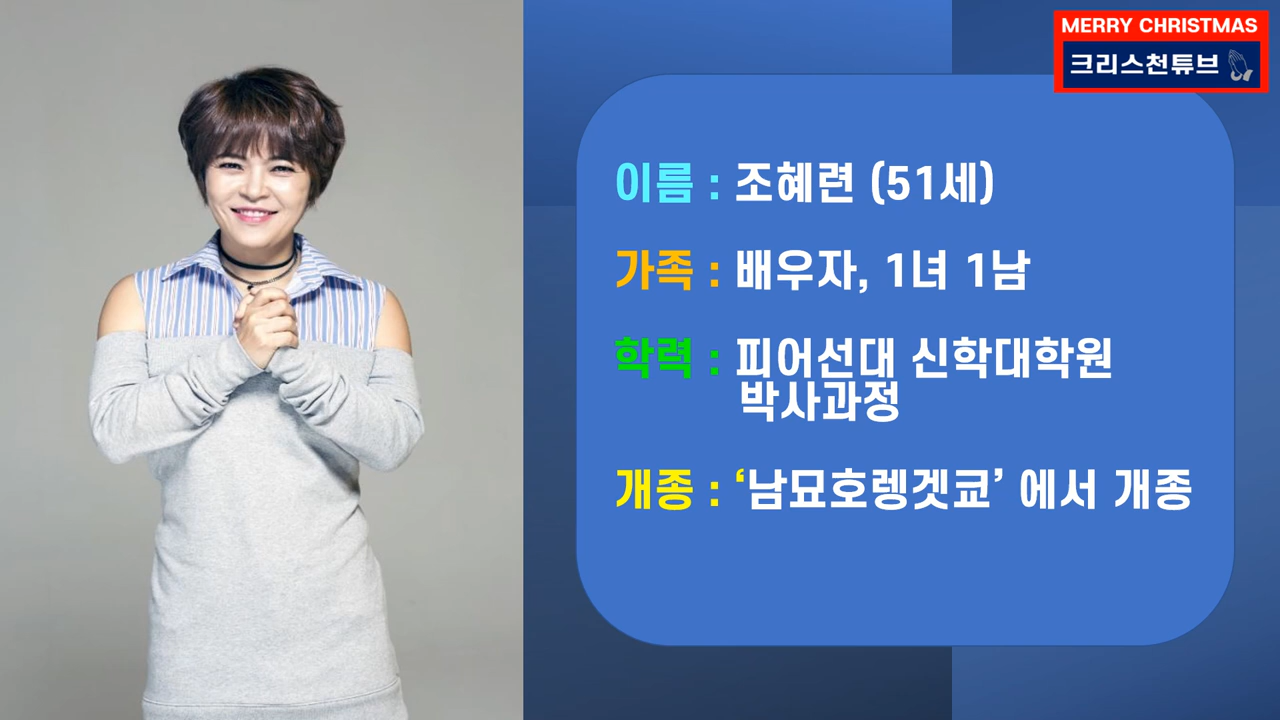 MERRY CHRISTMAS
크리스천튜브
이름 : 조혜련 (51세)
가족 : 배우자, 1녀 1남
학력 : 피어선대 신학대학원
박사과정
개종 : ‘남묘호렝겟쿄’ 에서 개종